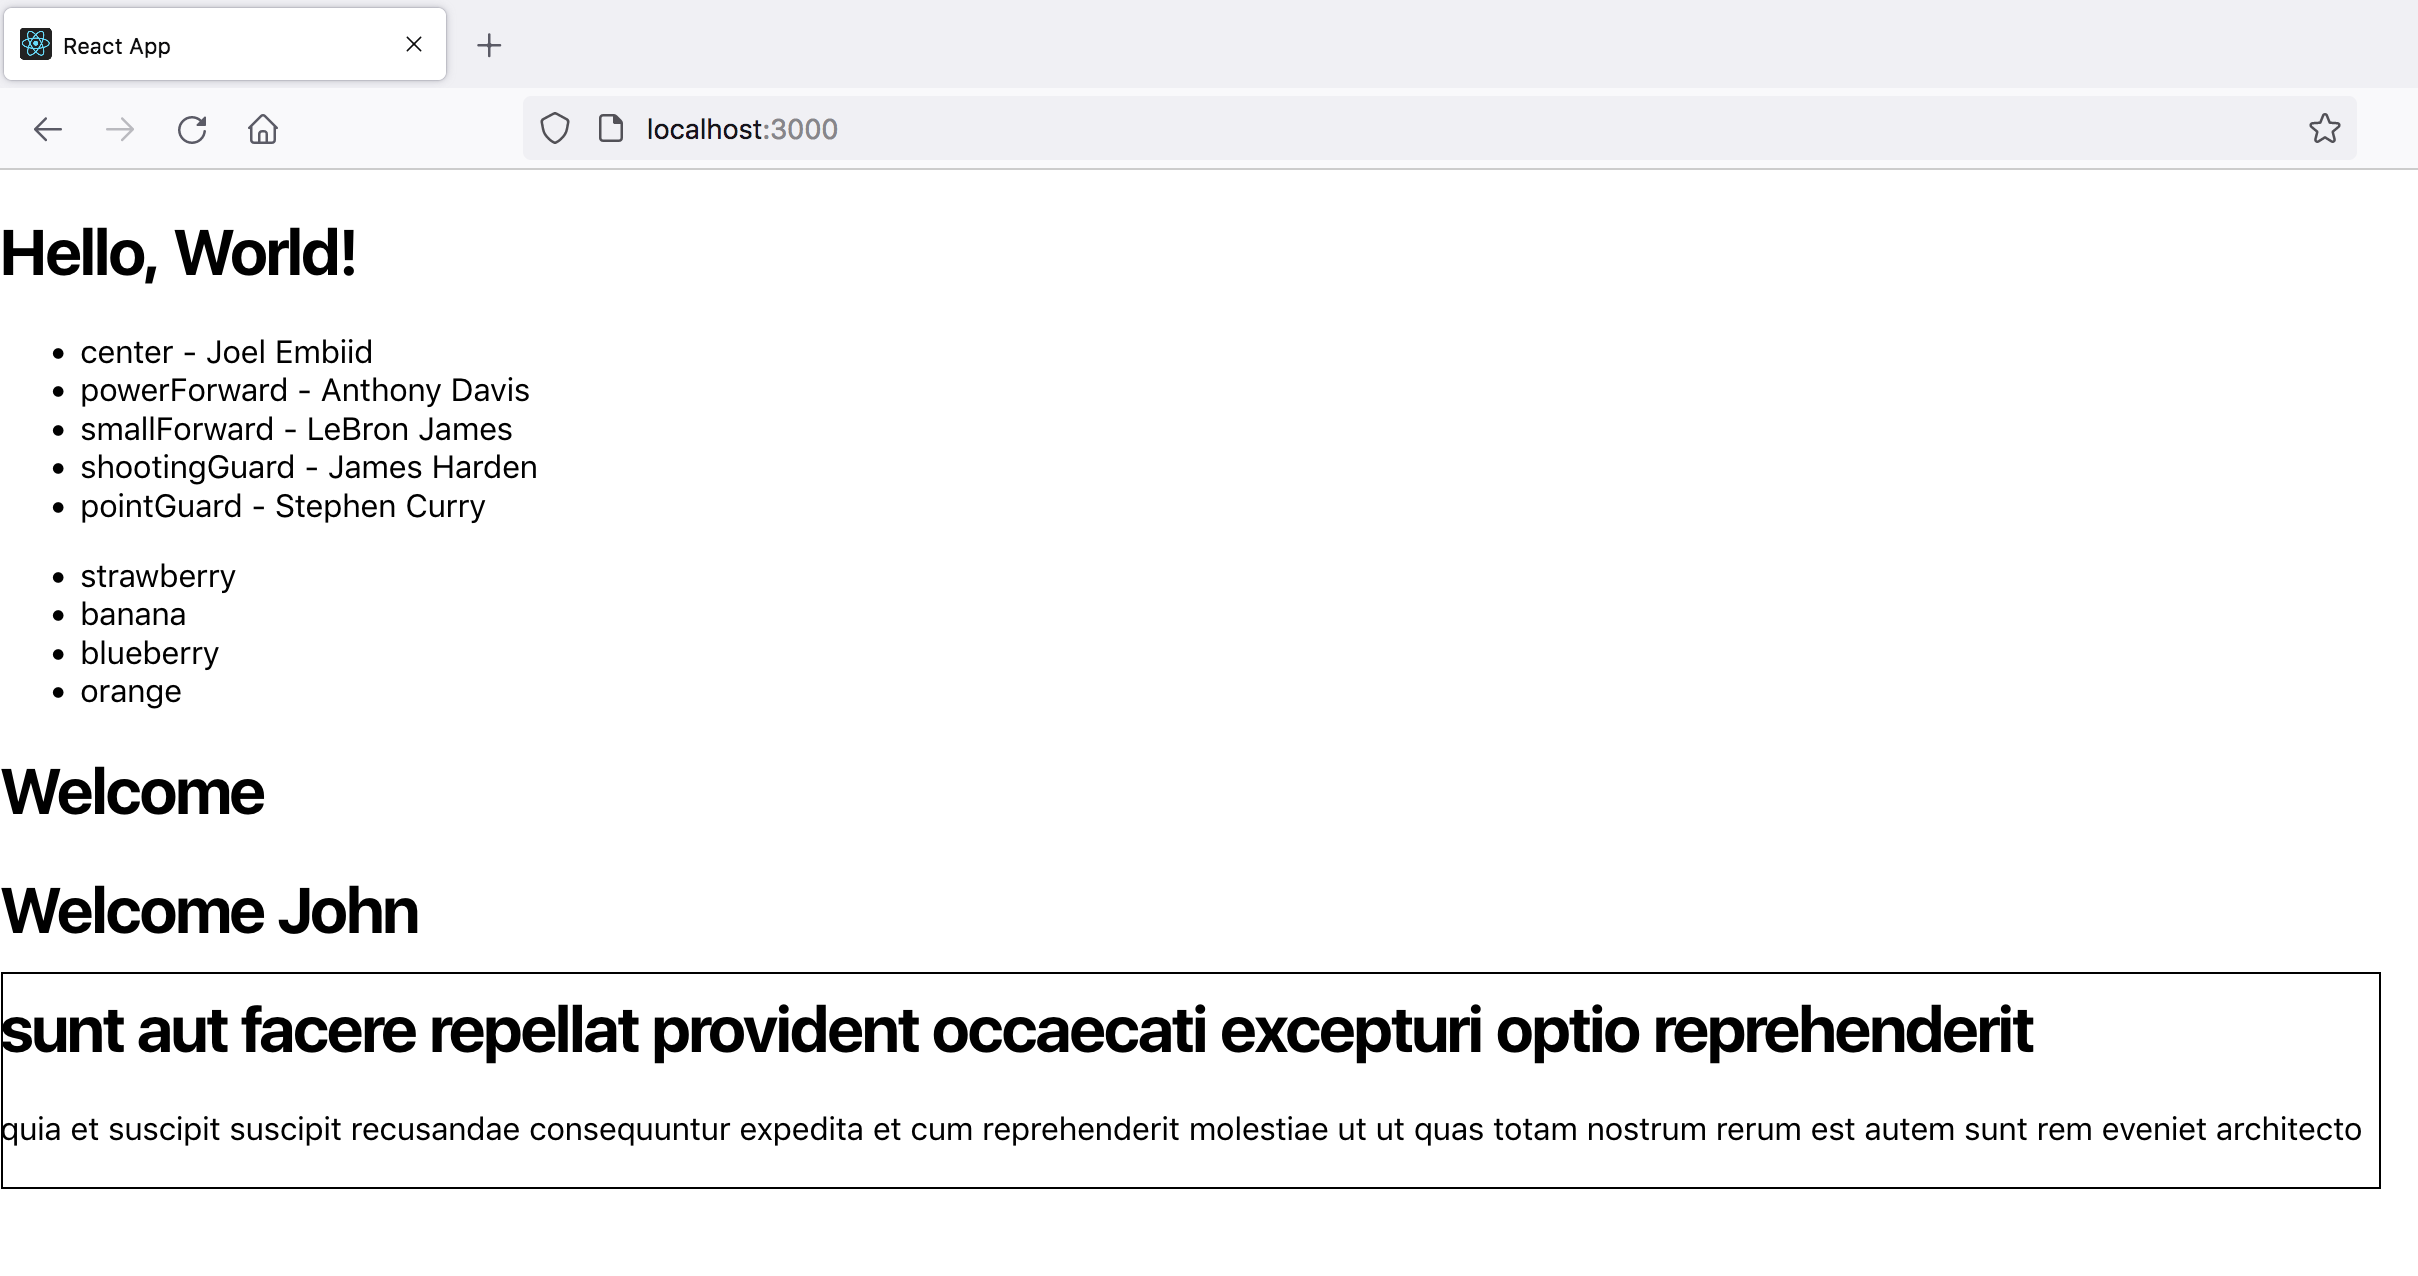 React App
localhost:3000
Hello, World!
center - Joel Embiid
powerForward - Anthony Davis
smallForward - LeBron James
shootingGuard - James Harden
pointGuard - Stephen Curry
strawberry
banana
blueberry
orange
Welcome
Welcome John
sunt aut facere repellat provident occaecati excepturi optio reprehenderit
quia et suscipit suscipit recusandae consequuntur expedita et cum reprehenderit molestiae ut ut quas totam nostrum rerum est autem sunt rem eveniet architecto